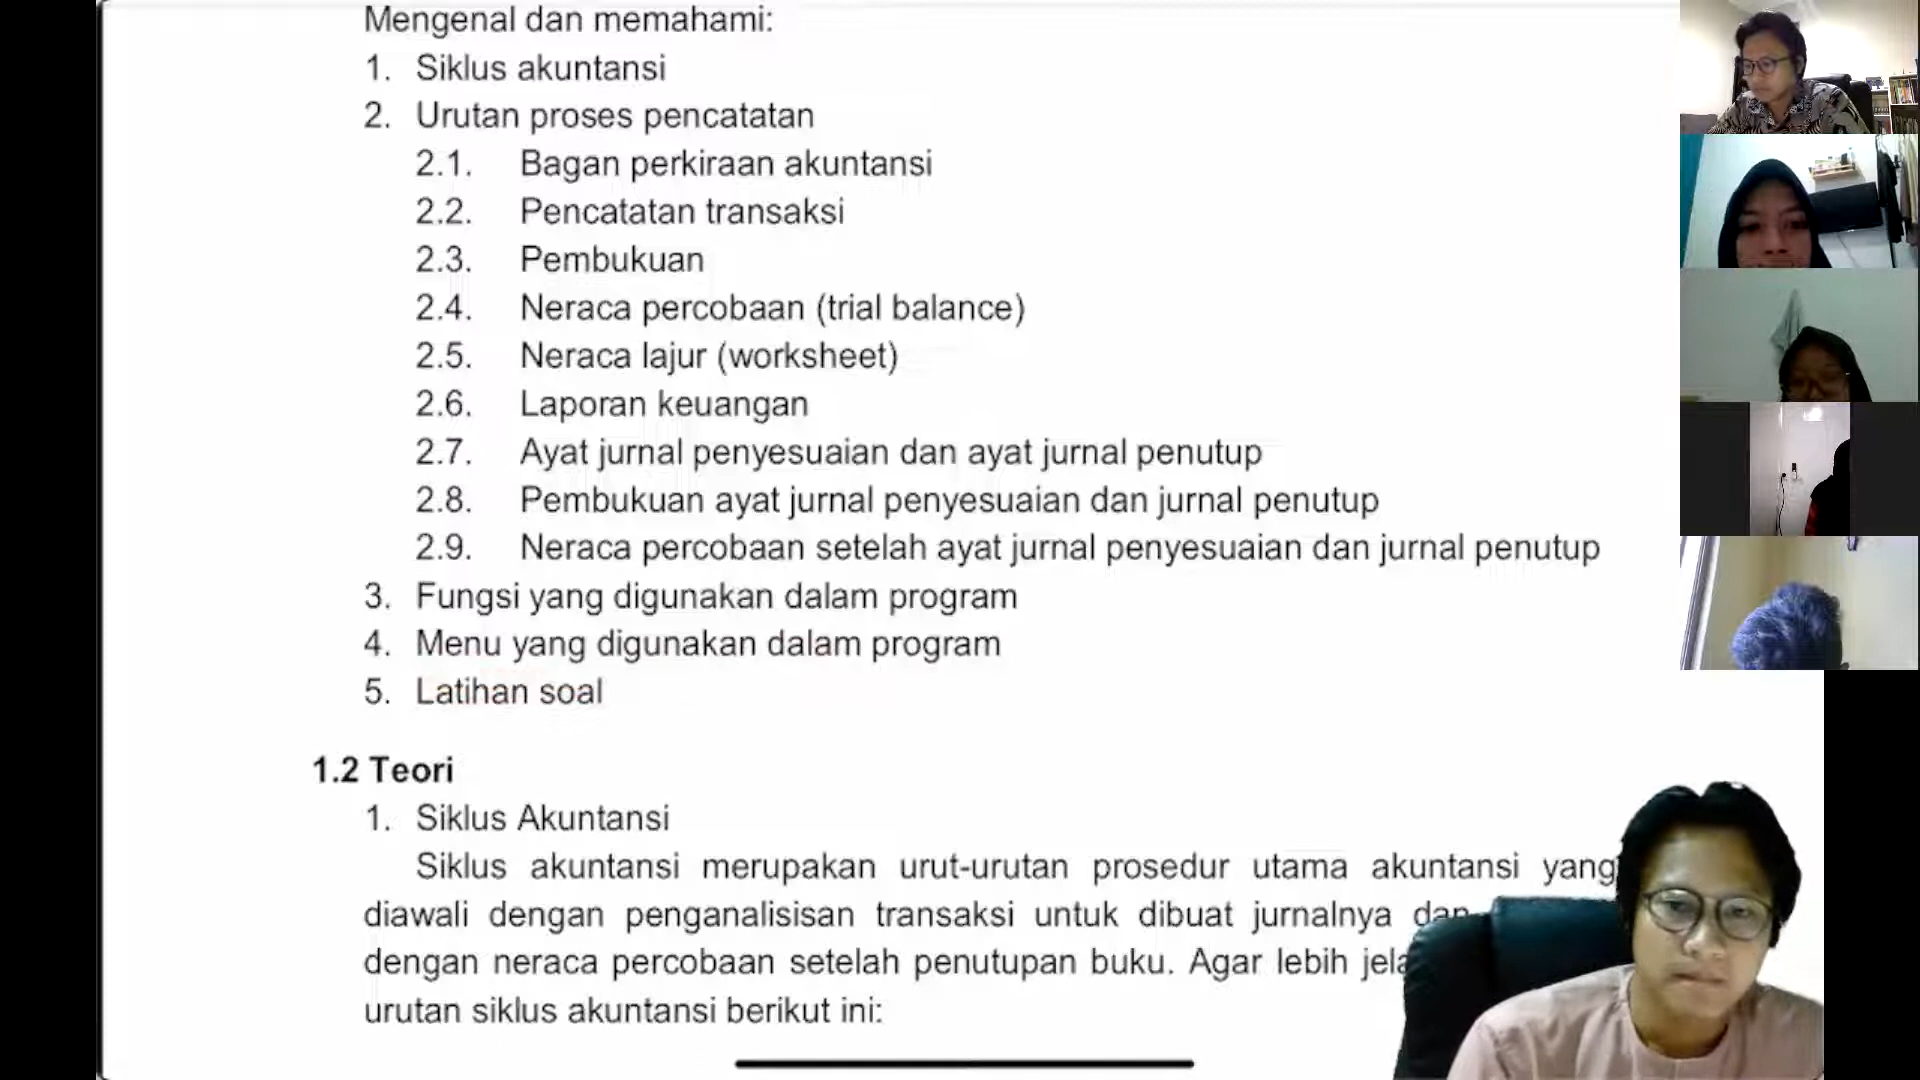 Mengenal dan memahami:
1. Siklus akuntansi
2. Urutan proses pencatatan
2.1. Bagan perkiraan akuntansi
2.2. Pencatatan transaksi
2.3. Pembukuan
2.4. Neraca percobaan (trial balance)
2.5. Neraca lajur (worksheet)
2.6. Laporan keuangan
2.7. Ayat jurnal penyesuaian dan ayat jurnal penutup
2.8. Pembukuan ayat jurnal penyesuaian dan jurnal penutup
2.9. Neraca percobaan setelah ayat jurnal penyesuaian dan jurnal penutup
3. Fungsi yang digunakan dalam program
4. Menu yang digunakan dalam program
5. Latihan soal
1.2 Teori
1. Siklus Akuntansi
Siklus akuntansi merupakan urut-urutan prosedur utama akuntansi yang
diawali dengan penganalisisan transaksi untuk dibuat jurnalnya dan
dengan neraca percobaan setelah penutupan buku. Agar lebih
urutan siklus akuntansi berikut ini: